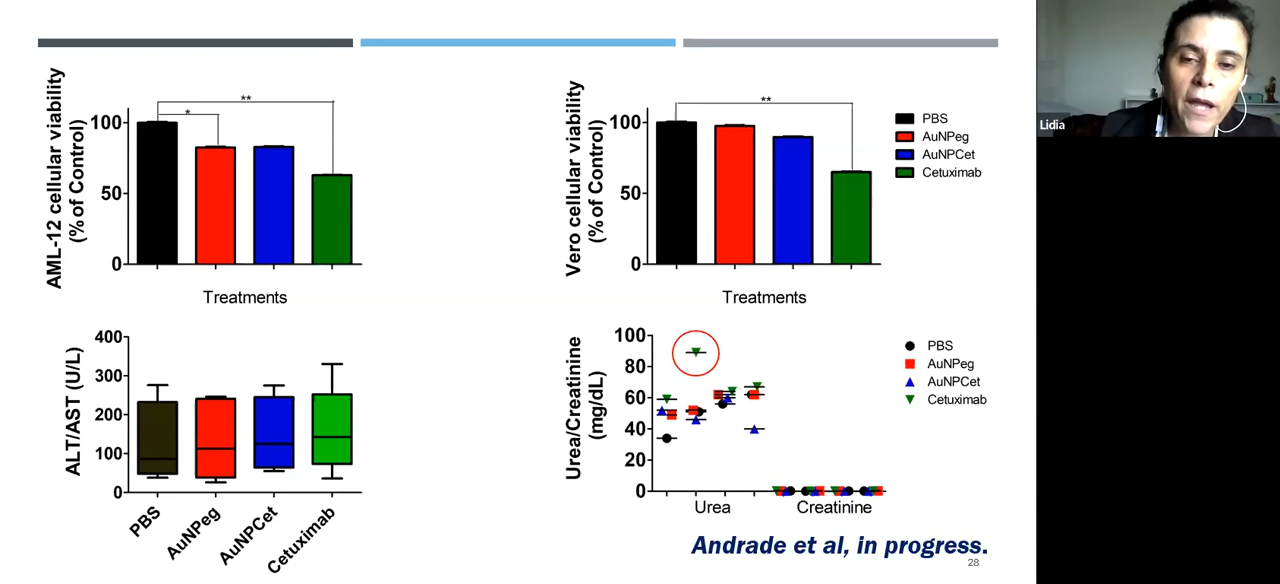 AML-12 cellular viability
(% of Control)
100
50
0
*
**
Treatments
Vero cellular viability
(% of Control)
100
50
0
**
Treatments
PBS
AuNPeg
AuNPCet
Cetuximab
Lidia
ALT/AST (U/L)
400
300
200
100
0
PBS
AuNPeg
AuNPCet
Cetuximab
Urea/Creatinine
(mg/dL)
100
80
60
40
20
0
Urea
Creatinine
PBS
AuNPeg
AuNPCet
Cetuximab
Andrade et al, in progress.
28